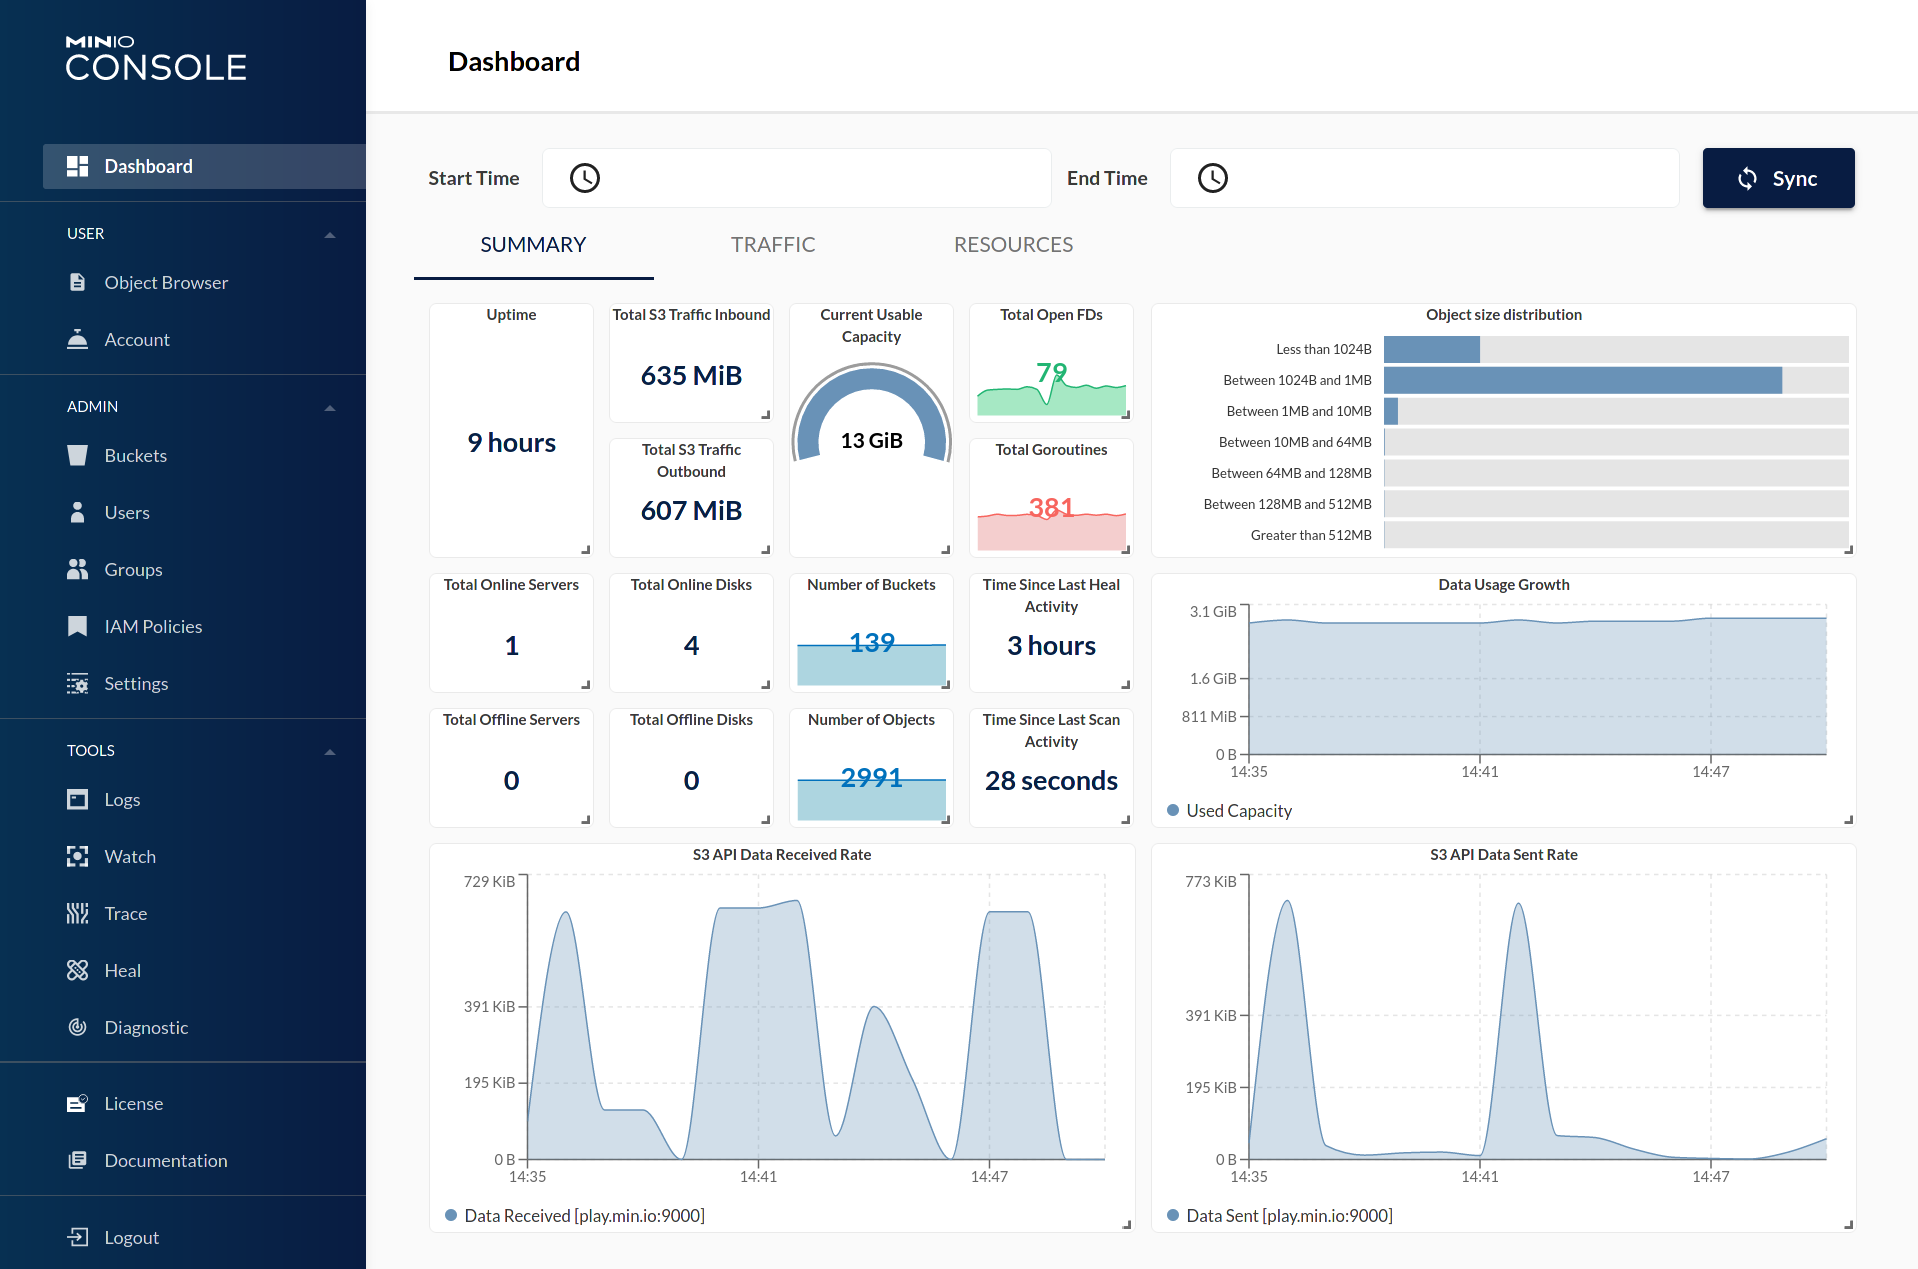 MINIO
CONSOLE
Dashboard
USER
Object Browser
Account
ADMIN
Buckets
Users
Groups
IAM Policies
Settings
TOOLS
Logs
Watch
Trace
Heal
Diagnostic
License
Documentation
Logout
Dashboard
Start Time
End Time
Sync
SUMMARY
TRAFFIC
RESOURCES
Uptime
9 hours
Total S3 Traffic Inbound
635 MiB
Total S3 Traffic
Outbound
607 MiB
Current Usable
Capacity
13 GiB
Total Open FDs
79
Total Goroutines
381
Object size distribution
Less than 1024B
Between 1024B and 1MB
Between 1MB and 10MB
Between 10MB and 64MB
Between 64MB and 128MB
Between 128MB and 512MB
Greater than 512MB
Total Online Servers
1
Total Online Disks
4
Number of Buckets
139
Time Since Last Heal
Activity
3 hours
Total Offline Servers
0
Total Offline Disks
0
Number of Objects
2991
Time Since Last Scan
Activity
28 seconds
Data Usage Growth
3.1 GiB
1.6 GiB
811 MiB
0 B
14:35
14:41
14:47
Used Capacity
S3 API Data Received Rate
729 KiB
391 KiB
195 KiB
0 B
14:35
14:41
14:47
Data Received [play.min.io:9000]
S3 API Data Sent Rate
773 KiB
391 KiB
195 KiB
0 B
14:35
14:41
14:47
Data Sent [play.min.io:9000]